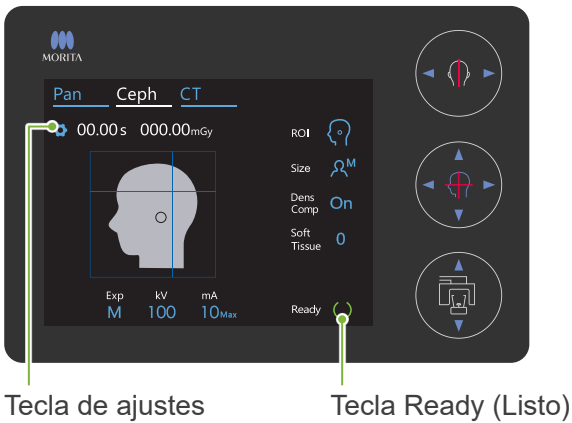 MORITA
Pan Ceph CT
00.00 s 000.00mGy
ROI
Size M
Dens
Comp On
Soft
Tissue 0
Exp kV mA
M 100 10Max
Ready
Tecla de ajustes Tecla Ready (Listo)